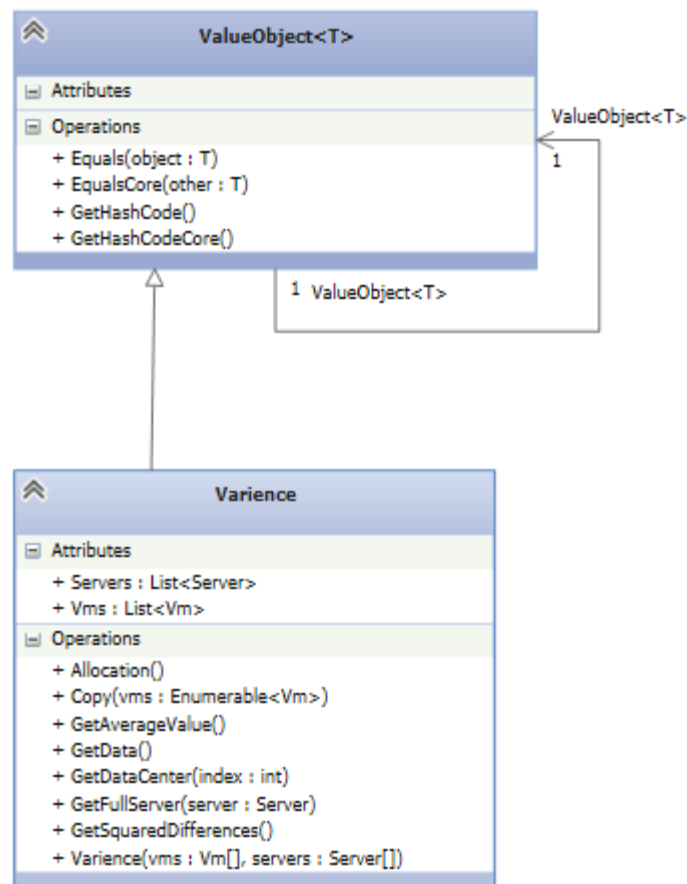 ValueObject<T>
Attributes
Operations
+ Equals(object : T)
+ EqualsCore(other : T)
+ GetHashCode()
+ GetHashCodeCore()
ValueObject<T>
1
1 ValueObject<T>
Varience
Attributes
+ Servers : List<Server>
+ Vms : List<Vm>
Operations
+ Allocation()
+ Copy(vms : Enumerable<Vm>)
+ GetAverageValue()
+ GetData()
+ GetDataCenter(index : int)
+ GetFullServer(server : Server)
+ GetSquaredDifferences()
+ Varience(vms : Vm[], servers : Server[])